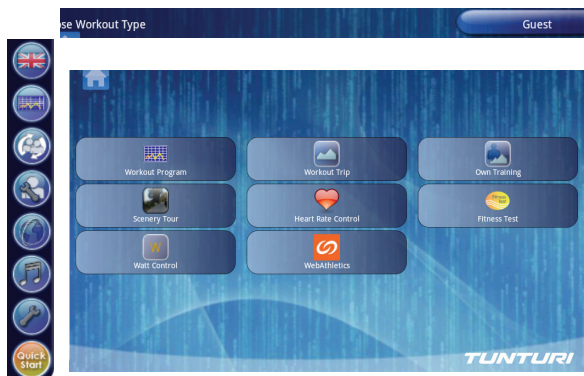 ose Workout Type
Guest
Workout Program
Workout Trip
Own Training
Scenery Tour
Heart Rate Control
Fitness Test
W
Watt Control
WebAthletics
Quick
Start
TUNTURI